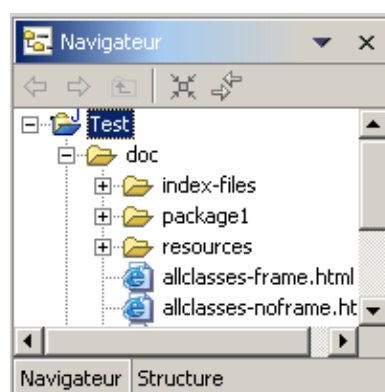 Navigateur
Test
doc
index-files
package1
resources
allclasses-frame.html
allclasses-noframe.ht
Navigateur Structure